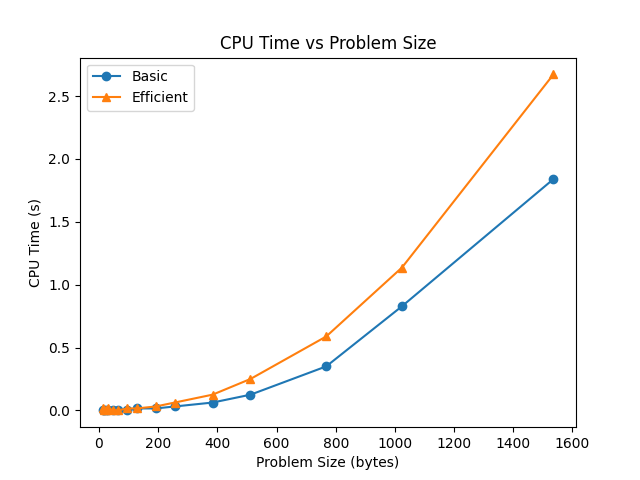 CPU Time vs Problem Size
Basic
Efficient
CPU Time (s)
2.5
2.0
1.5
1.0
0.5
0.0
0 200 400 600 800 1000 1200 1400 1600
Problem Size (bytes)